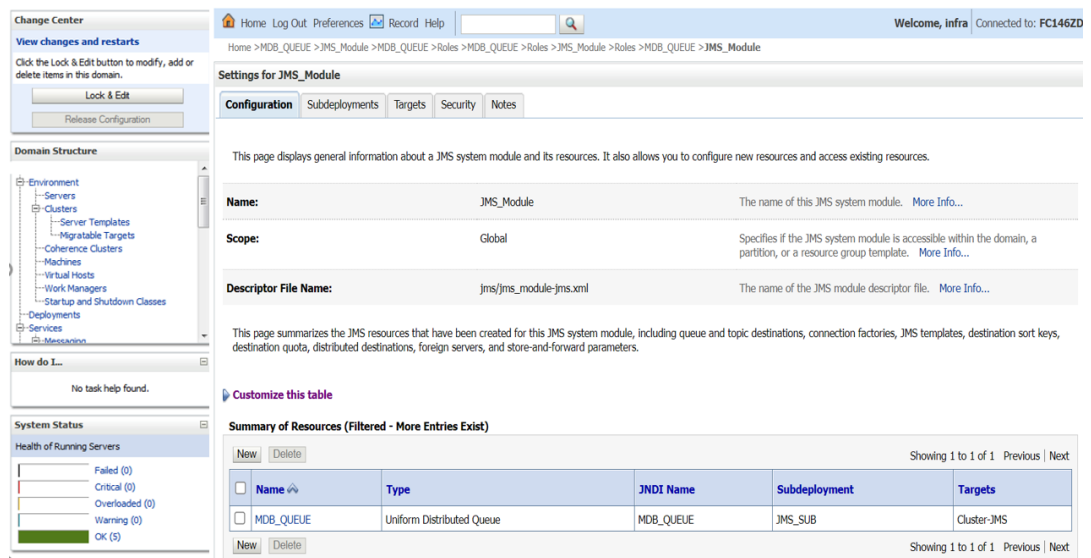 Change Center
View changes and restarts
Click the Lock & Edit button to modify, add or
delete items in this domain.
Lock & Edit
Release Configuration
Domain Structure
Environment
Servers
Clusters
Server Templates
Migratable Targets
Coherence Clusters
Machines
Virtual Hosts
Work Managers
Startup and Shutdown Classes
Deployments
Services
Messaging
How do I...
No task help found.
System Status
Health of Running Servers
Failed (0)
Critical (0)
Overloaded (0)
Warning (0)
OK (5)
Home Log Out Preferences Record Help
Welcome, infra Connected to: FC146ZD
Home >MDB_QUEUE >JMS_Module >MDB_QUEUE >Roles >MDB_QUEUE >Roles >JMS_Module >Roles >MDB_QUEUE >JMS_Module
Settings for JMS_Module
Configuration Subdeployments Targets Security Notes
This page displays general information about a JMS system module and its resources. It also allows you to configure new resources and access existing resources.
Name: JMS_Module The name of this JMS system module. More Info...
Scope: Global Specifies if the JMS system module is accessible within the domain, a
partition, or a resource group template. More Info...
Descriptor File Name: jms/jms_module-jms.xml The name of the JMS module descriptor file. More Info...
This page summarizes the JMS resources that have been created for this JMS system module, including queue and topic destinations, connection factories, JMS templates, destination sort keys,
destination quota, distributed destinations, foreign servers, and store-and-forward parameters.
Customize this table
Summary of Resources (Filtered - More Entries Exist)
New Delete Showing 1 to 1 of 1 Previous | Next
Name Type JNDI Name Subdeployment Targets
MDB_QUEUE Uniform Distributed Queue MDB_QUEUE JMS_SUB Cluster-JMS
New Delete Showing 1 to 1 of 1 Previous | Next